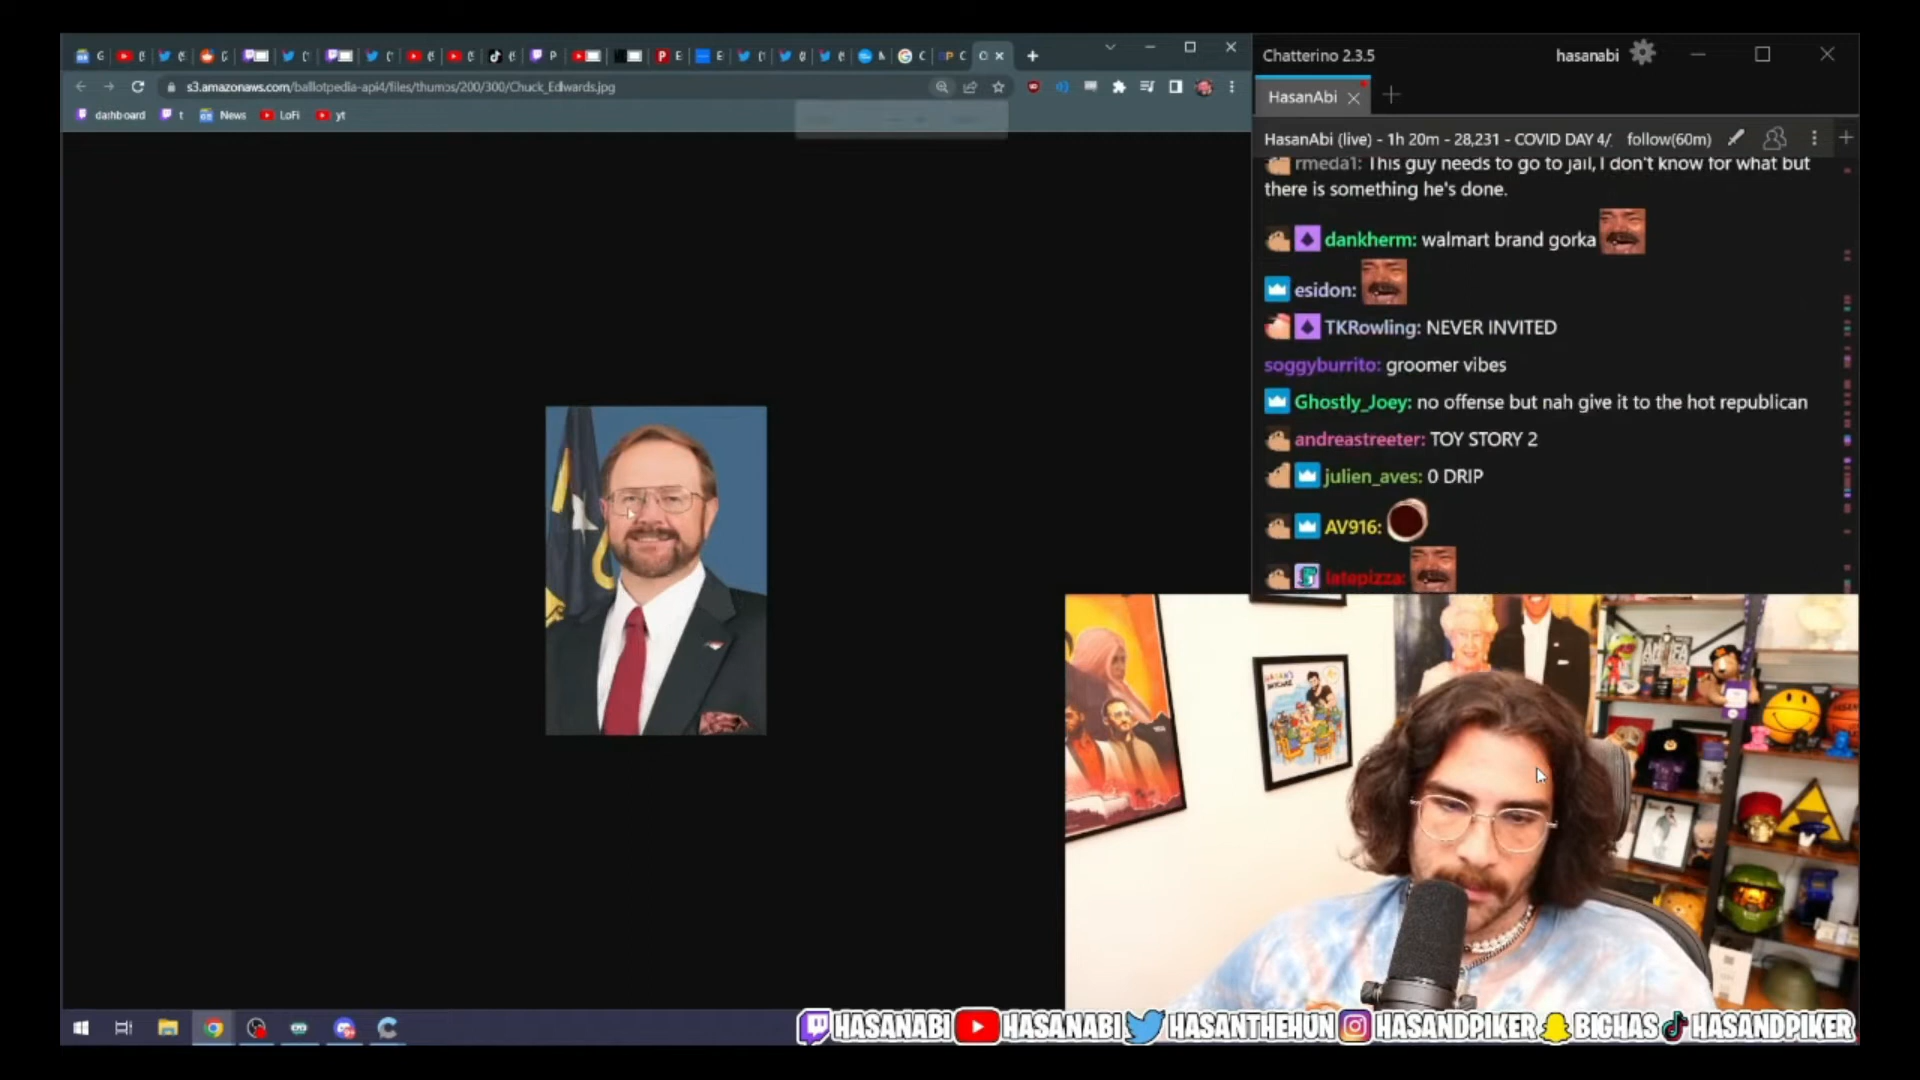 s3.amazonaws.com/ballotpedia-api4/files/thumbs/200/300/Chuck_Edwards.jpg
dashboard
t
News
LoFi
yt
Chatterino 2.3.5
hasanabi
HasanAbi
HasanAbi (live) - 1h 20m - 28,231 - COVID DAY 4/
follow(60m)
rmeda1: This guy needs to go to jail, I don't know for what but
there is something he's done.
dankherm: walmart brand gorka
esidon:
TKRowling: NEVER INVITED
soggyburrito: groomer vibes
Ghostly_Joey: no offense but nah give it to the hot republican
andreastreeter: TOY STORY 2
julien_aves: 0 DRIP
AV916:
latepizza:
HASANABI
HASANABI
HASANTHEHUN
HASANDPIKER
BIGHAS
HASANDPIKER